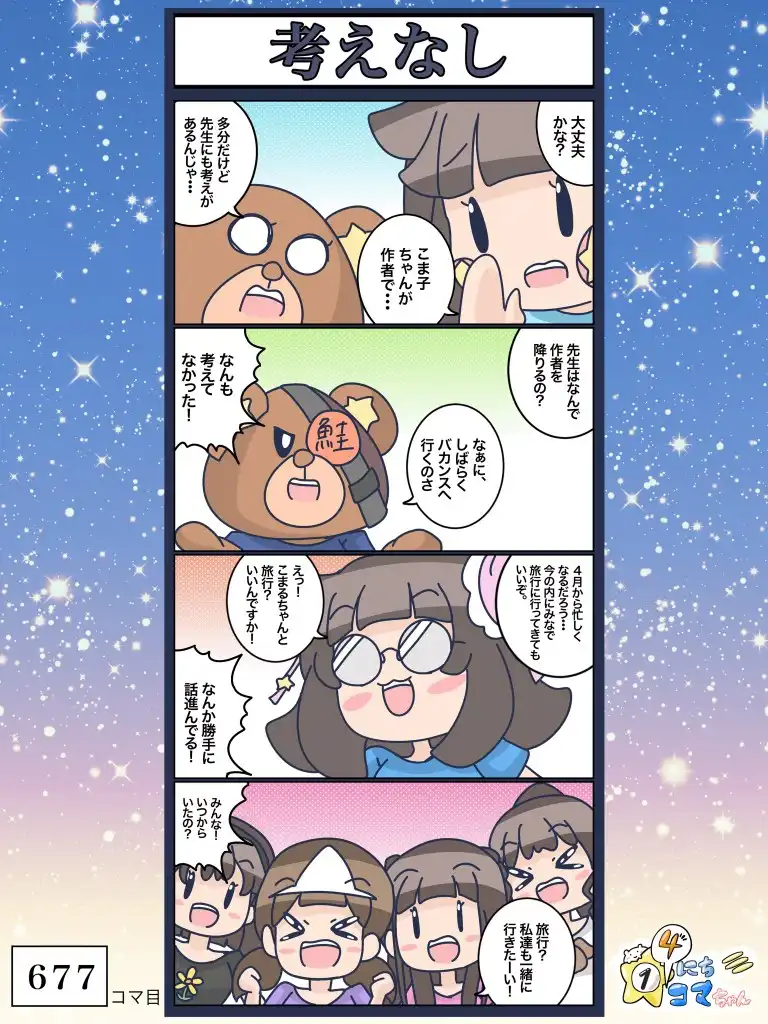 考えなし
大丈夫
かな?
こま子
ちゃんが
作者で…
多分だけど
先生にも考えが
あるんじゃ…
先生はなんで
作者を
降りるの?
なぁに、
しばらく
バカンスへ
行くのさ
鮭
なんも
考えて
なかった!
4月から忙しく
なるだろう…
今の内にみなで
旅行に行ってきても
いいぞ。
えっ!
こまるちゃんと
旅行?
いいんですか!
なんか勝手に
話進んでる!
みんな!
いつから
いたの?
旅行?
私達も一緒に
行きたーい!
677
コマ目
1
にち
4
コマ
ちゃん